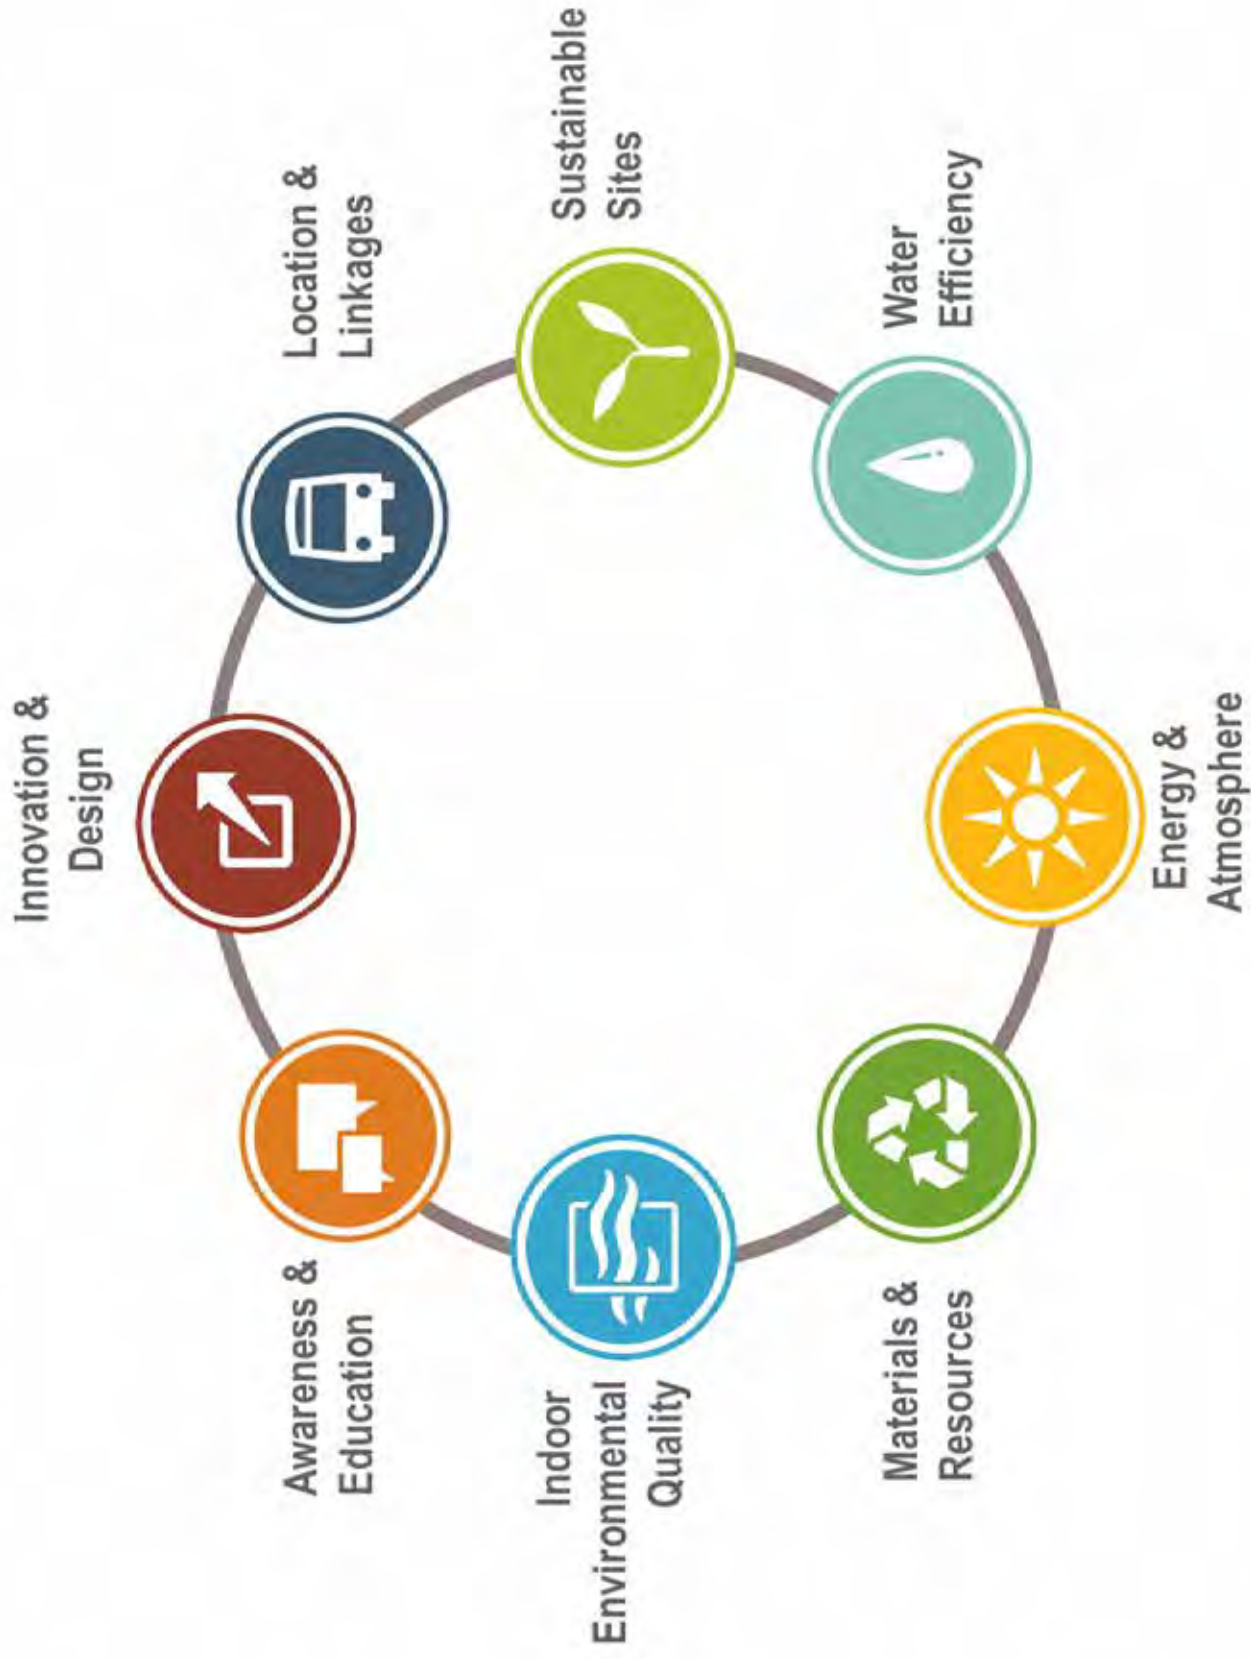 Innovation &
Design
Location &
Linkages
Sustainable
Sites
Water
Efficiency
Energy &
Atmosphere
Materials &
Resources
Indoor
Environmental
Quality
Awareness &
Education